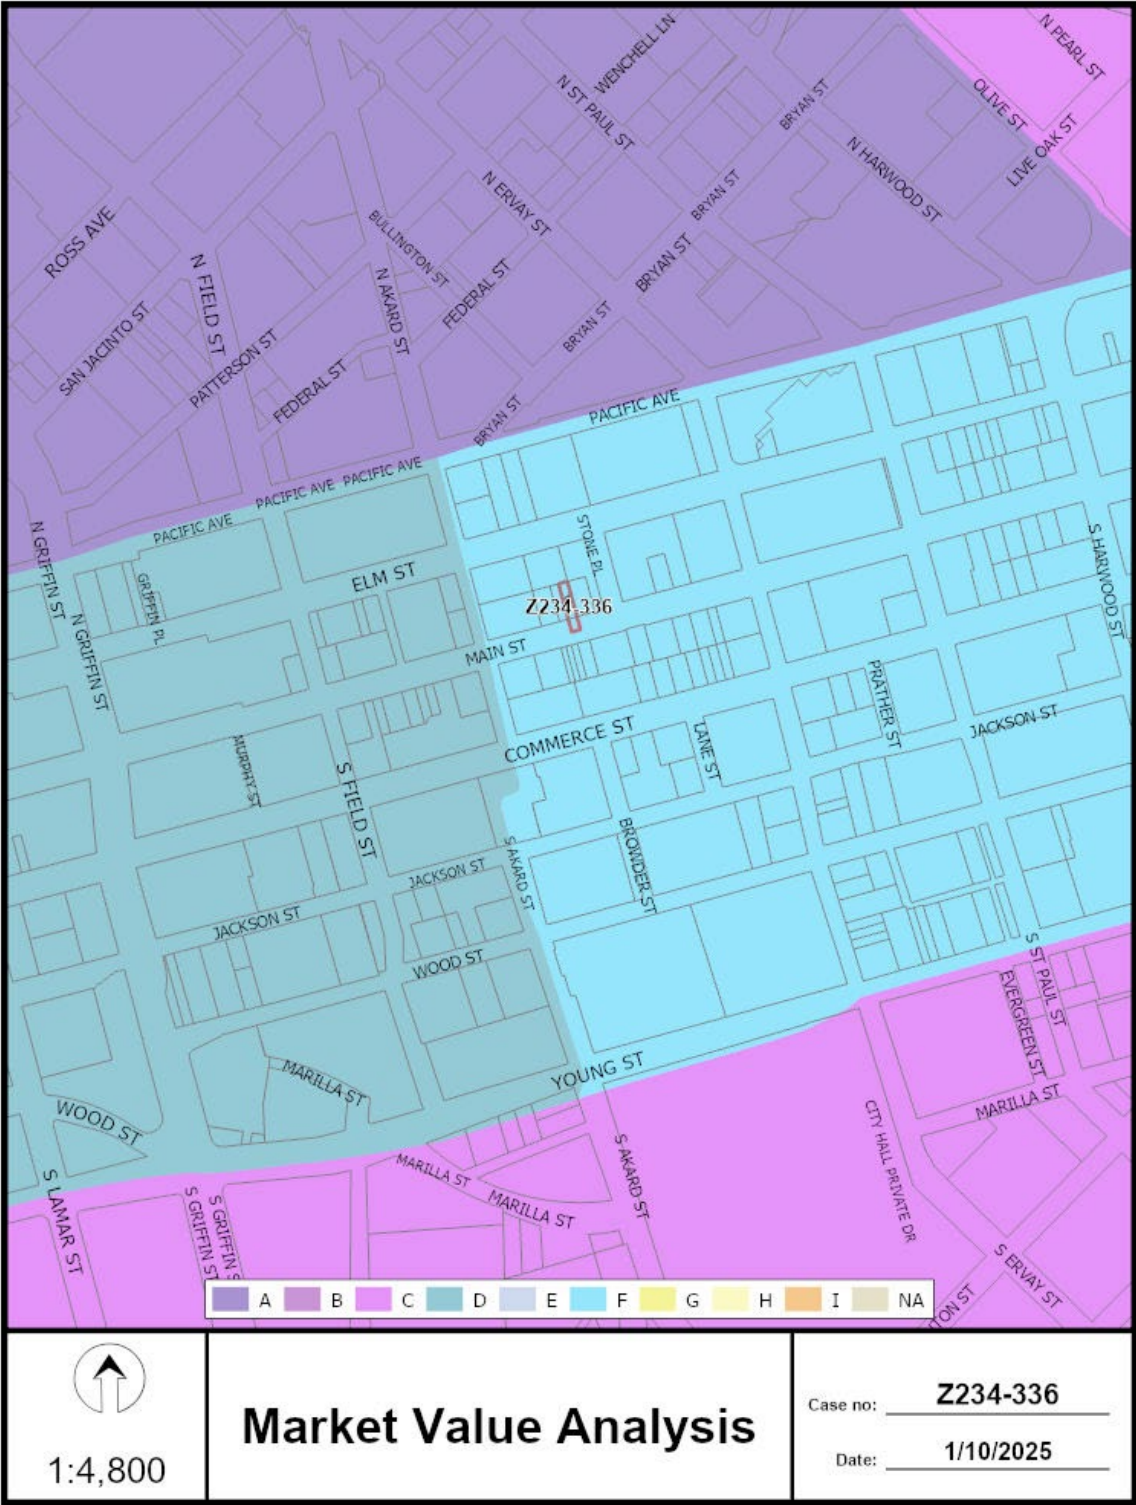 N PEARL ST
WENCHELL LN
N ST PAUL ST
BRYAN ST
OLIVE ST
LIVE OAK ST
N HARWOOD ST
N ERVAY ST
BRYAN ST
ROSS AVE
BULLINGTON ST
BRYAN ST
N FIELD ST
N AKARD ST
FEDERAL ST
SAN JACINTO ST
PATTERSON ST
BRYAN ST
FEDERAL ST
BRYAN ST
PACIFIC AVE
PACIFIC AVE
PACIFIC AVE
PACIFIC AVE
N GRIFFIN ST
GRIFFIN PL
ELM ST
STONE PL
S HARWOOD ST
Z234-336
N GRIFFIN ST
MAIN ST
PRATHER ST
COMMERCE ST
LANE ST
JACKSON ST
MURPHY ST
S FIELD ST
S AKARD ST
BROWDER ST
JACKSON ST
JACKSON ST
WOOD ST
S ST PAUL ST
EVERGREEN ST
YOUNG ST
MARILLA ST
MARILLA ST
WOOD ST
CITY HALL PRIVATE DR
S AKARD ST
MARILLA ST
MARILLA ST
S LAMAR ST
S GRIFFIN ST
S GRIFFIN S
S ERVAY ST
TON ST
A B C D E F G H I NA
1:4,800
Market Value Analysis
Case no: Z234-336
Date: 1/10/2025